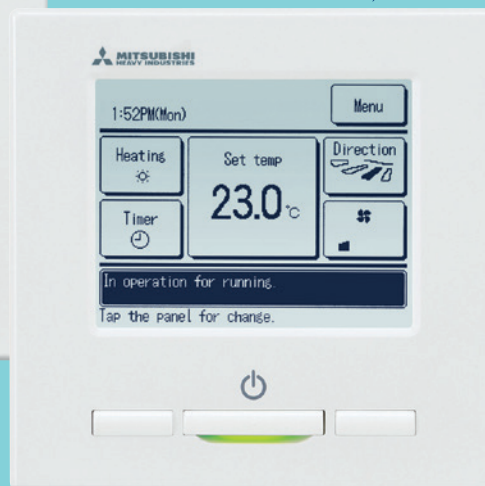 MITSUBISHI
HEAVY INDUSTRIES
1:52PM(Mon)
Menu
Heating
Set temp
Direction
23.0°C
Timer
In operation for running.
Tap the panel for change.